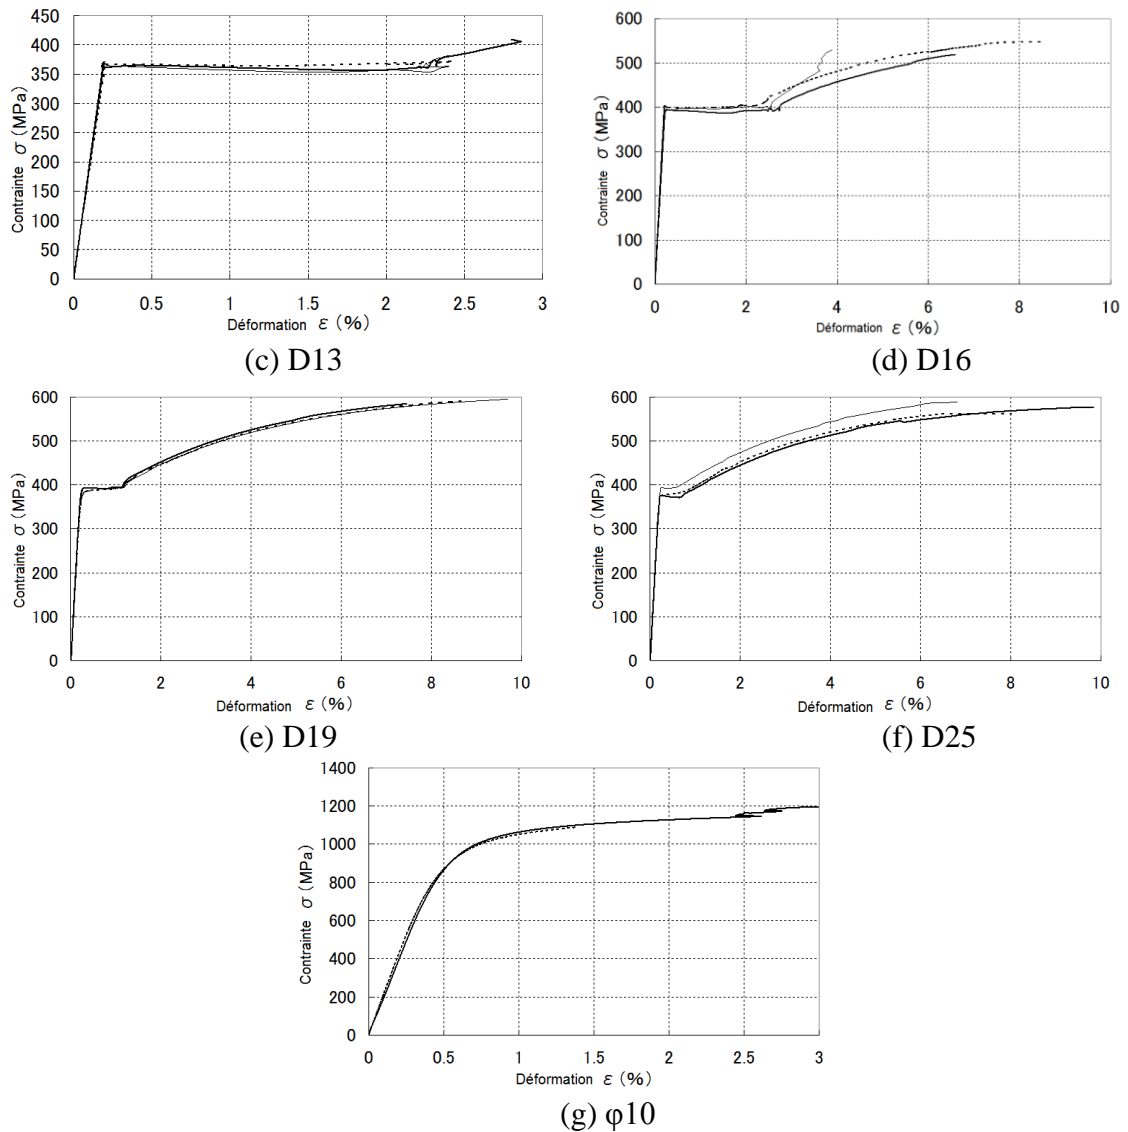 450
400
350
300
250
200
150
100
50
0
Contrainte σ (MPa)
0 0.5 1 1.5 2 2.5 3
Déformation ε (%)
(c) D13
600
500
400
300
200
100
0
Contrainte σ (MPa)
0 2 4 6 8 10
Déformation ε (%)
(d) D16
600
500
400
300
200
100
0
Contrainte σ (MPa)
0 2 4 6 8 10
Déformation ε (%)
(e) D19
600
500
400
300
200
100
0
Contrainte σ (MPa)
0 2 4 6 8 10
Déformation ε (%)
(f) D25
1400
1200
1000
800
600
400
200
0
Contrainte σ (MPa)
0 0.5 1 1.5 2 2.5 3
Déformation ε (%)
(g) φ10